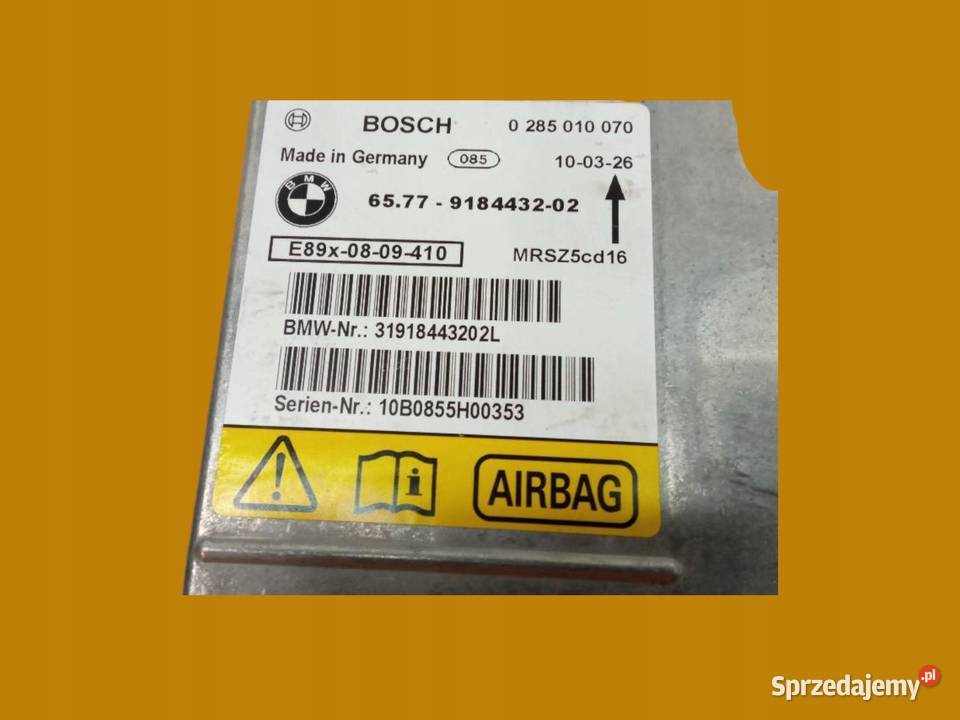 BOSCH 0 285 010 070
Made in Germany 085 10-03-26
BMW
65.77 - 9184432-02
E89x-08-09-410 MRSZ5cd16
BMW-Nr.: 31918443202L
Serien-Nr.: 10B0855H00353
i AIRBAG
Sprzedajemy.pl